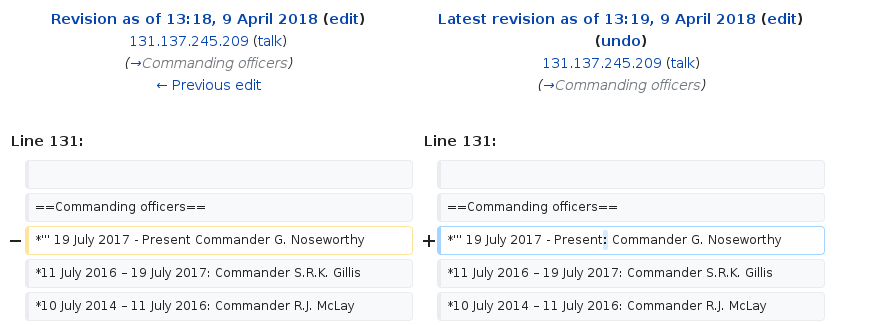 Revision as of 13:18, 9 April 2018 (edit)
131.137.245.209 (talk)
(→Commanding officers)
← Previous edit
Latest revision as of 13:19, 9 April 2018 (edit)
(undo)
131.137.245.209 (talk)
(→Commanding officers)
Line 131:
Line 131:
==Commanding officers==
==Commanding officers==
− *''' 19 July 2017 - Present Commander G. Noseworthy
+ *''' 19 July 2017 - Present: Commander G. Noseworthy
*11 July 2016 – 19 July 2017: Commander S.R.K. Gillis
*11 July 2016 – 19 July 2017: Commander S.R.K. Gillis
*10 July 2014 – 11 July 2016: Commander R.J. McLay
*10 July 2014 – 11 July 2016: Commander R.J. McLay